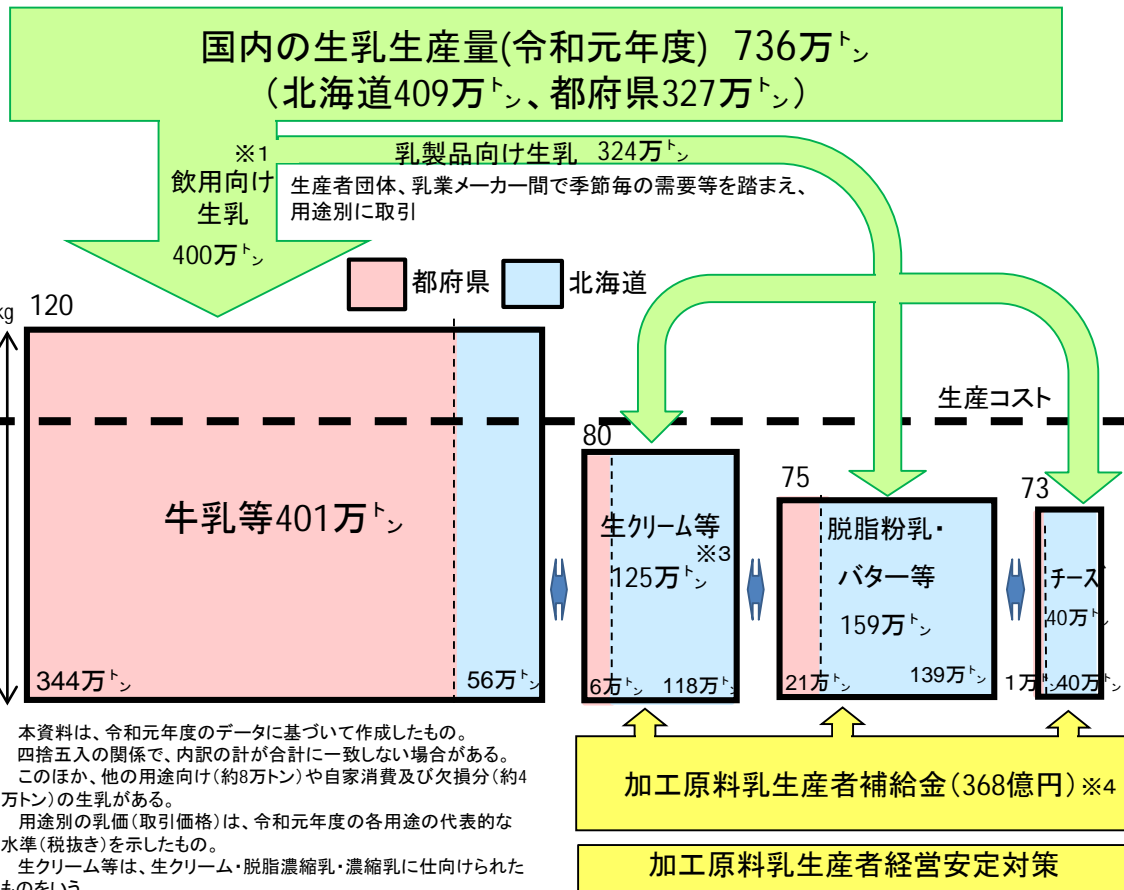 国内の生乳生産量(令和元年度) 736万トン
(北海道409万トン、都府県327万トン)
※1
飲用向け
生乳
400万トン
乳製品向け生乳 324万トン
生産者団体、乳業メーカー間で季節毎の需要等を踏まえ、
用途別に取引
都府県
北海道
kg
120
生産コスト
80
75
73
牛乳等401万トン
344万トン
56万トン
生クリーム等
※3
125万トン
6万トン
118万トン
脱脂粉乳・
バター等
159万トン
21万トン
139万トン
チーズ
40万トン
1万トン
40万トン
本資料は、令和元年度のデータに基づいて作成したもの。
四捨五入の関係で、内訳の計が合計に一致しない場合がある。
このほか、他の用途向け(約8万トン)や自家消費及び欠損分(約4
万トン)の生乳がある。
用途別の乳価(取引価格)は、令和元年度の各用途の代表的な
水準(税抜き)を示したもの。
生クリーム等は、生クリーム・脱脂濃縮乳・濃縮乳に仕向けられた
ものをいう
加工原料乳生産者補給金(368億円)※4
加工原料乳生産者経営安定対策